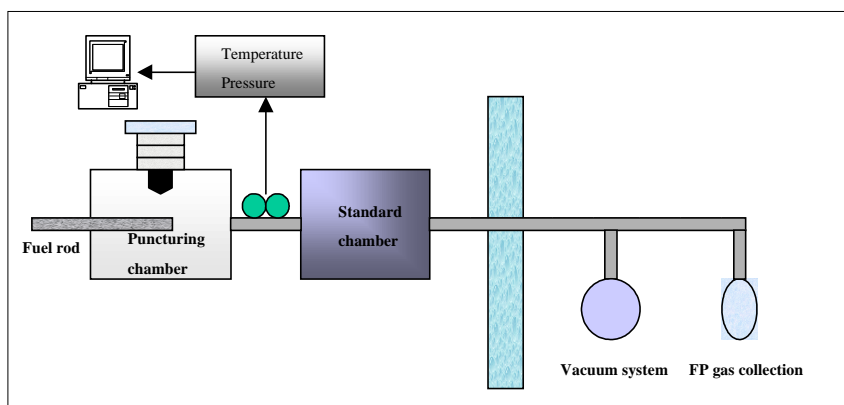 Temperature
Pressure
Fuel rod
Puncturing
chamber
Standard
chamber
Vacuum system
FP gas collection